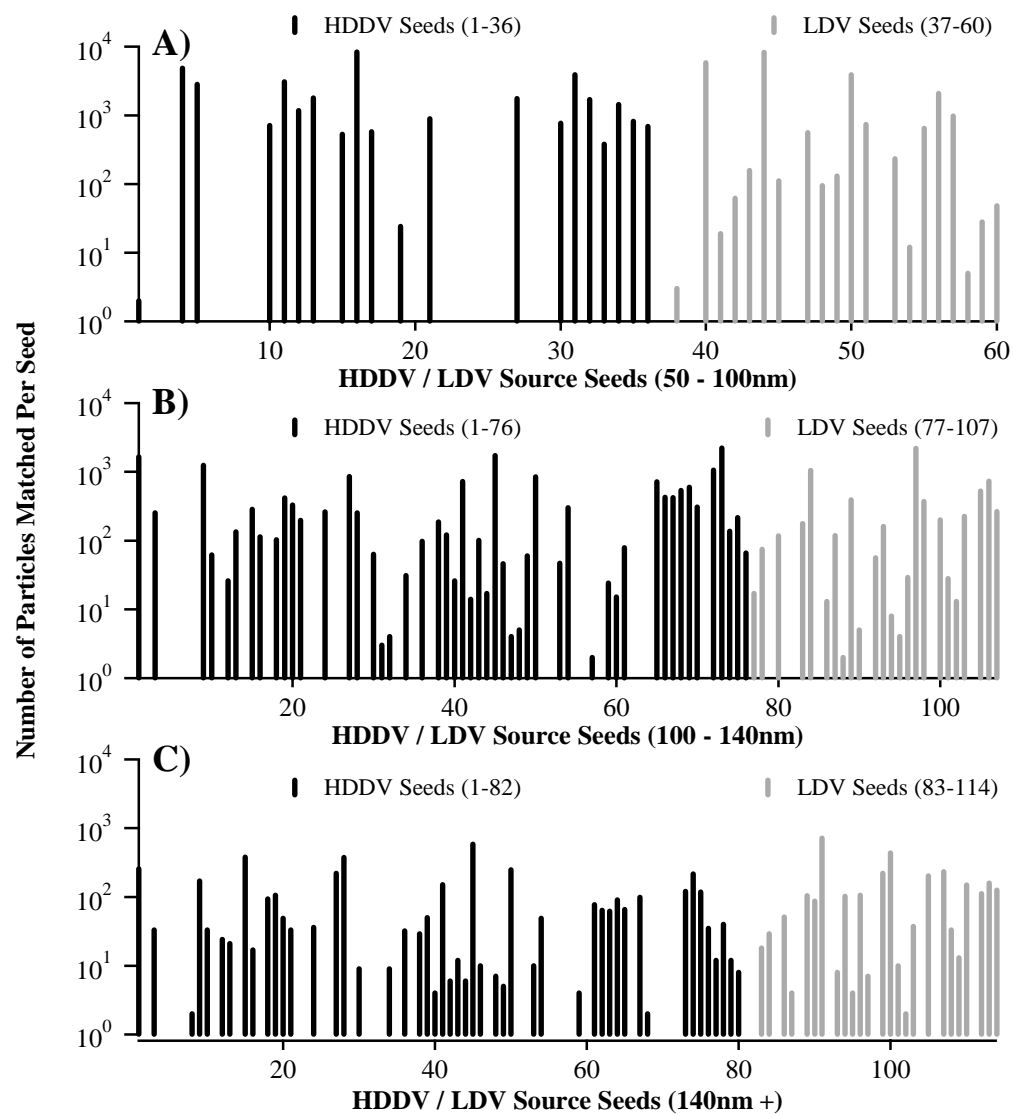 Number of Particles Matched Per Seed
A)
HDDV Seeds (1-36)
LDV Seeds (37-60)
10^4
10^3
10^2
10^1
10^0
10 20 30 40 50 60
HDDV / LDV Source Seeds (50 - 100nm)
B)
HDDV Seeds (1-76)
LDV Seeds (77-107)
10^4
10^3
10^2
10^1
10^0
20 40 60 80 100
HDDV / LDV Source Seeds (100 - 140nm)
C)
HDDV Seeds (1-82)
LDV Seeds (83-114)
10^4
10^3
10^2
10^1
10^0
20 40 60 80 100
HDDV / LDV Source Seeds (140nm +)